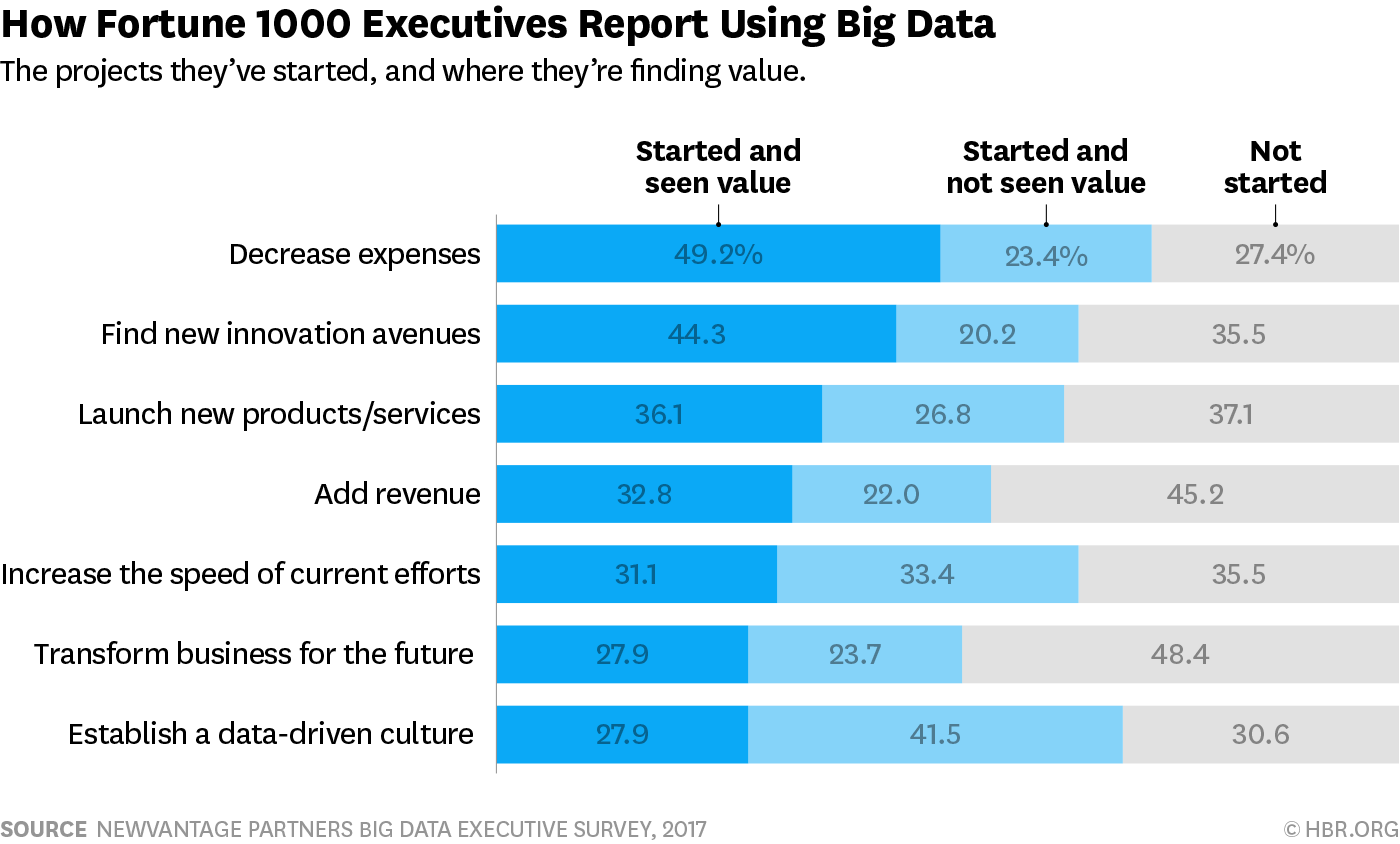 How Fortune 1000 Executives Report Using Big Data
The projects they’ve started, and where they’re finding value.
Started and
seen value
Started and
not seen value
Not
started
Decrease expenses 49.2% 23.4% 27.4%
Find new innovation avenues 44.3 20.2 35.5
Launch new products/services 36.1 26.8 37.1
Add revenue 32.8 22.0 45.2
Increase the speed of current efforts 31.1 33.4 35.5
Transform business for the future 27.9 23.7 48.4
Establish a data-driven culture 27.9 41.5 30.6
SOURCE NEWVANTAGE PARTNERS BIG DATA EXECUTIVE SURVEY, 2017
© HBR.ORG